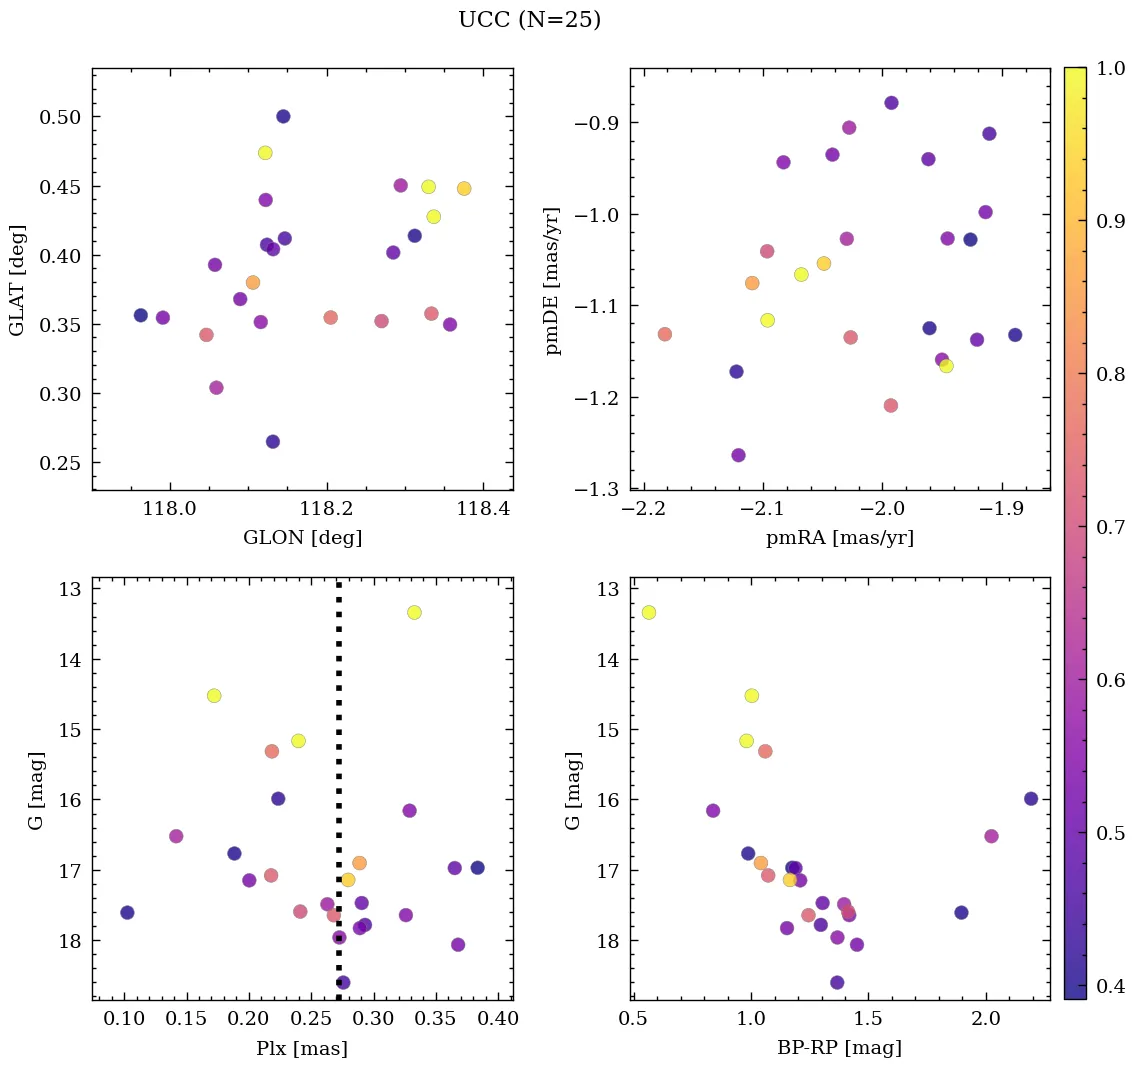 UCC (N=25)
0.50
0.45
0.40
0.35
0.30
0.25
GLAT [deg]
118.0 118.2 118.4
GLON [deg]
−0.9
−1.0
−1.1
−1.2
−1.3
pmDE [mas/yr]
−2.2 −2.1 −2.0 −1.9
pmRA [mas/yr]
13
14
15
16
17
18
G [mag]
0.10 0.15 0.20 0.25 0.30 0.35 0.40
Plx [mas]
13
14
15
16
17
18
G [mag]
0.5 1.0 1.5 2.0
BP-RP [mag]
1.0
0.9
0.8
0.7
0.6
0.5
0.4